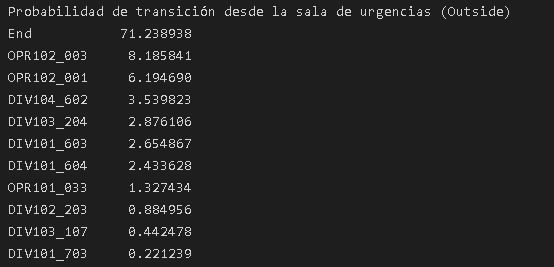 Probabilidad de transición desde la sala de urgencias (Outside)
End 71.238938
OPR102_003 8.185841
OPR102_001 6.194690
DIV104_602 3.539823
DIV103_204 2.876106
DIV101_603 2.654867
DIV101_604 2.433628
OPR101_033 1.327434
DIV102_203 0.884956
DIV103_107 0.442478
DIV101_703 0.221239